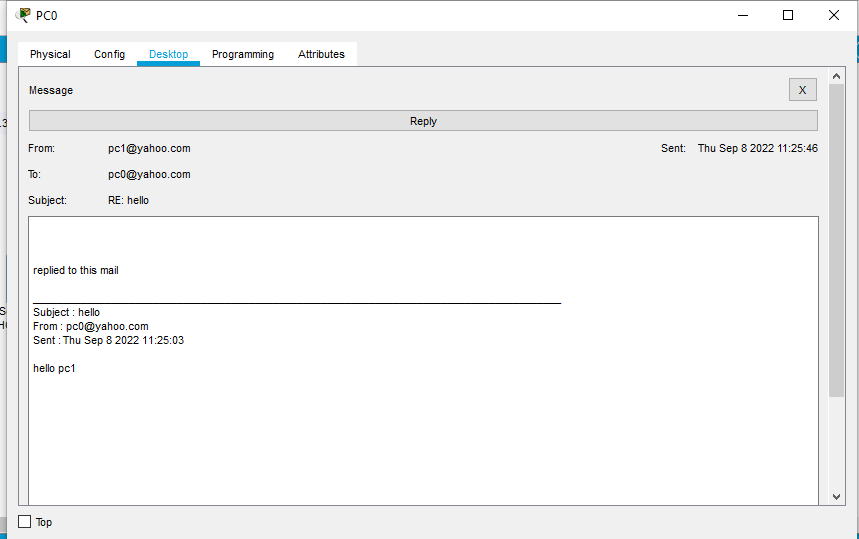 PC0
Physical Config Desktop Programming Attributes
Message X
Reply
From: pc1@yahoo.com Sent: Thu Sep 8 2022 11:25:46
To: pc0@yahoo.com
Subject: RE: hello
replied to this mail
Subject : hello
From : pc0@yahoo.com
Sent : Thu Sep 8 2022 11:25:03
hello pc1
Top